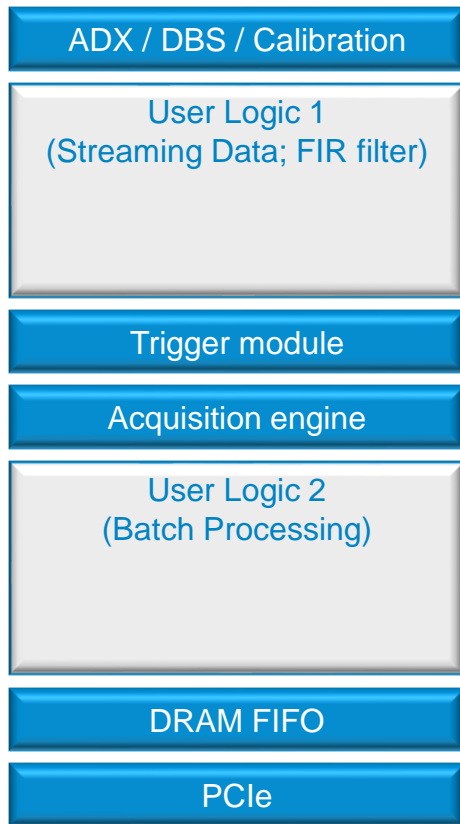 ADX / DBS / Calibration
User Logic 1
(Streaming Data; FIR filter)
Trigger module
Acquisition engine
User Logic 2
(Batch Processing)
DRAM FIFO
PCIe